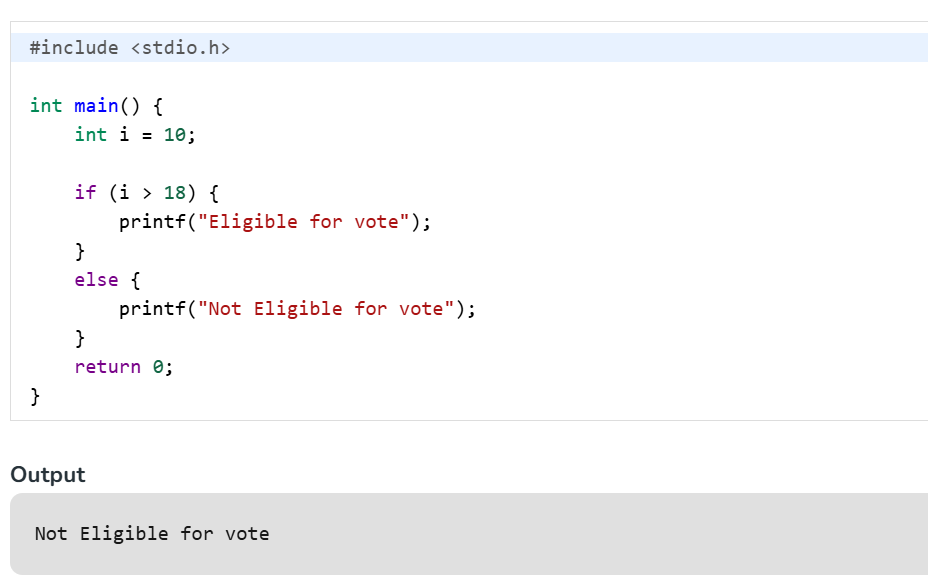 #include <stdio.h>
int main() {
    int i = 10;
    if (i > 18) {
        printf("Eligible for vote");
    }
    else {
        printf("Not Eligible for vote");
    }
    return 0;
}
Output
Not Eligible for vote